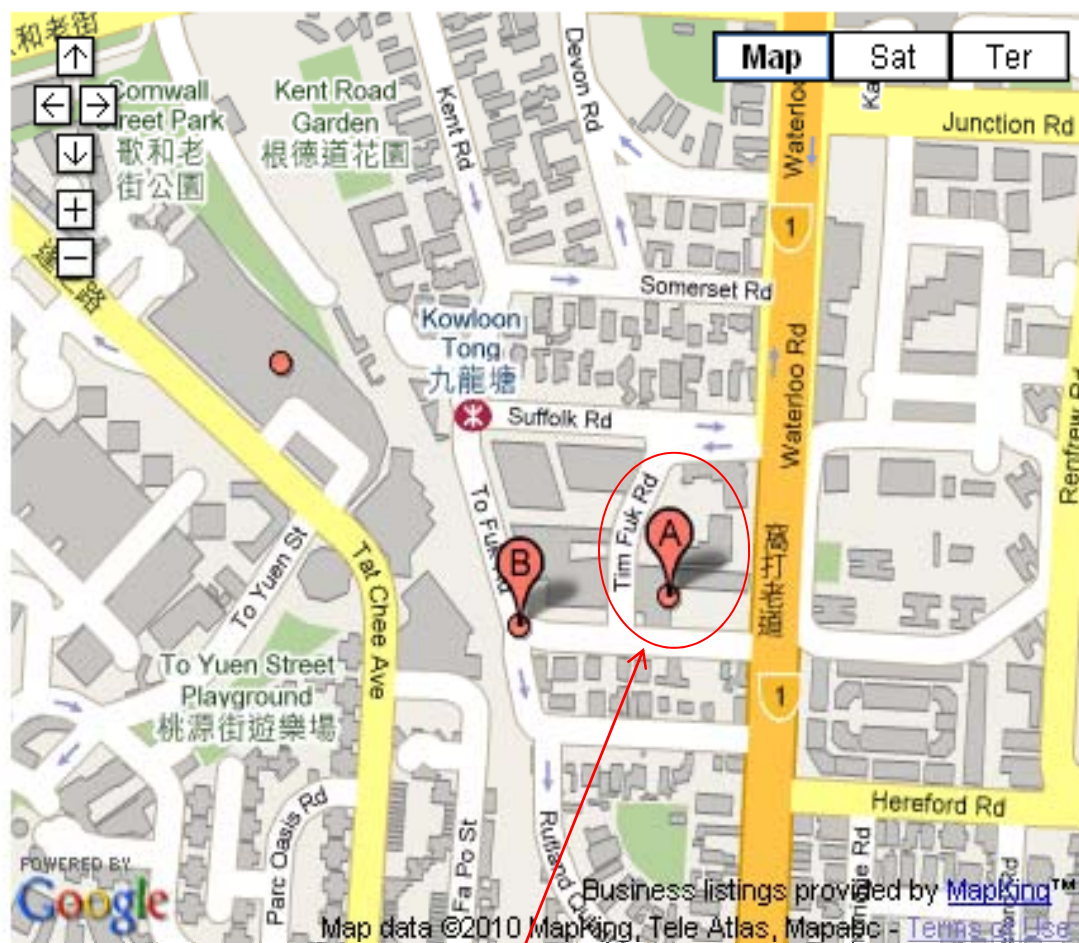 和老街
Cornwall
Street Park
歌和老
街公園
Kent Road
Garden
根德道花園
Kent Rd
Devon Rd
Map
Sat
Ter
Waterloo
Ka
Junction Rd
1
Somerset Rd
Kowloon
Tong
九龍塘
Waterloo Rd
Suffolk Rd
Renfrew Rd
To Fuk Rd
Tim Fuk Rd
A
B
To Yuen St
Tat Chee Ave
窩打老道
To Yuen Street
Playground
桃源街遊樂場
1
Parc Oasis Rd
Fa Po St
Rutland
Hereford Rd
POWERED BY
Google
Business listings provided by MapKing™
Map data ©2010 MapKing, Tele Atlas, Mapabc - Terms of Use